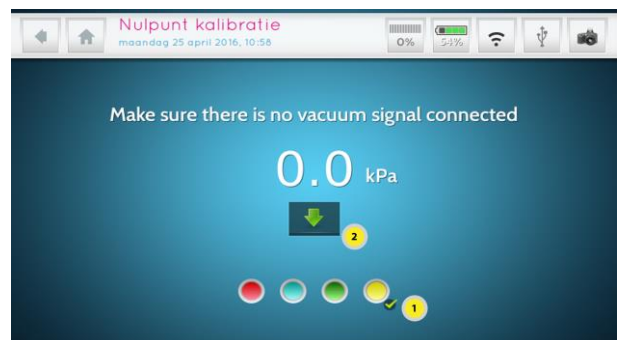 Nulpunt kalibratie
maandag 25 april 2016, 10:58
0%
54%
Make sure there is no vacuum signal connected
0.0 kPa
2
1